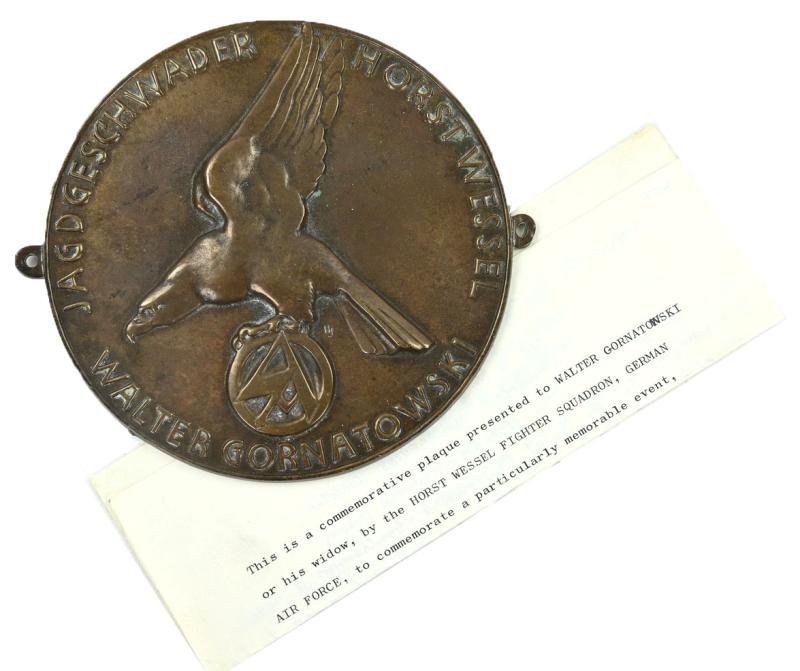 JAGDGESCHWADER HORST WESSEL
WALTER GORNATOWSKI
This is a commemorative plaque presented to WALTER GORNATOWSKI
or his widow, by the HORST WESSEL FIGHTER SQUADRON, GERMAN
AIR FORCE, to commemorate a particularly memorable event,